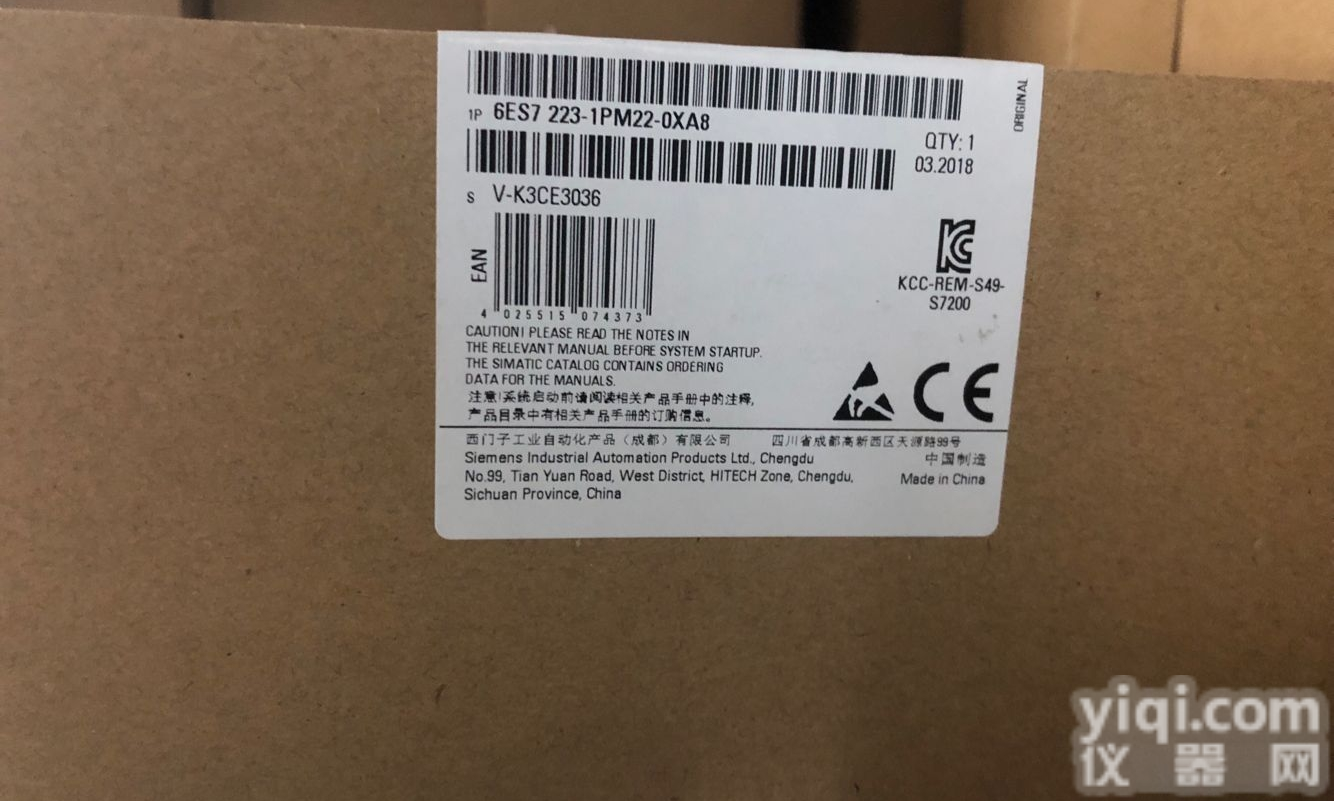 1P 6ES7 223-1PM22-0XA8
ORIGINAL
QTY: 1
03.2018
S V-K3CE3036
EAN
4 025515 074373
KCC-REM-S49-
S7200
CAUTION! PLEASE READ THE NOTES IN
THE RELEVANT MANUAL BEFORE SYSTEM STARTUP.
THE SIMATIC CATALOG CONTAINS ORDERING
DATA FOR THE MANUALS.
注意!系统启动前请阅读相关产品手册中的注释,
产品目录中有相关产品手册的订购信息。
CE
西门子工业自动化产品(成都)有限公司 四川省成都高新西区天源路99号
Siemens Industrial Automation Products Ltd., Chengdu
中国制造
No.99, Tian Yuan Road, West District, HITECH Zone, Chengdu,
Made in China
Sichuan Province, China
yiqi.com
仪器网